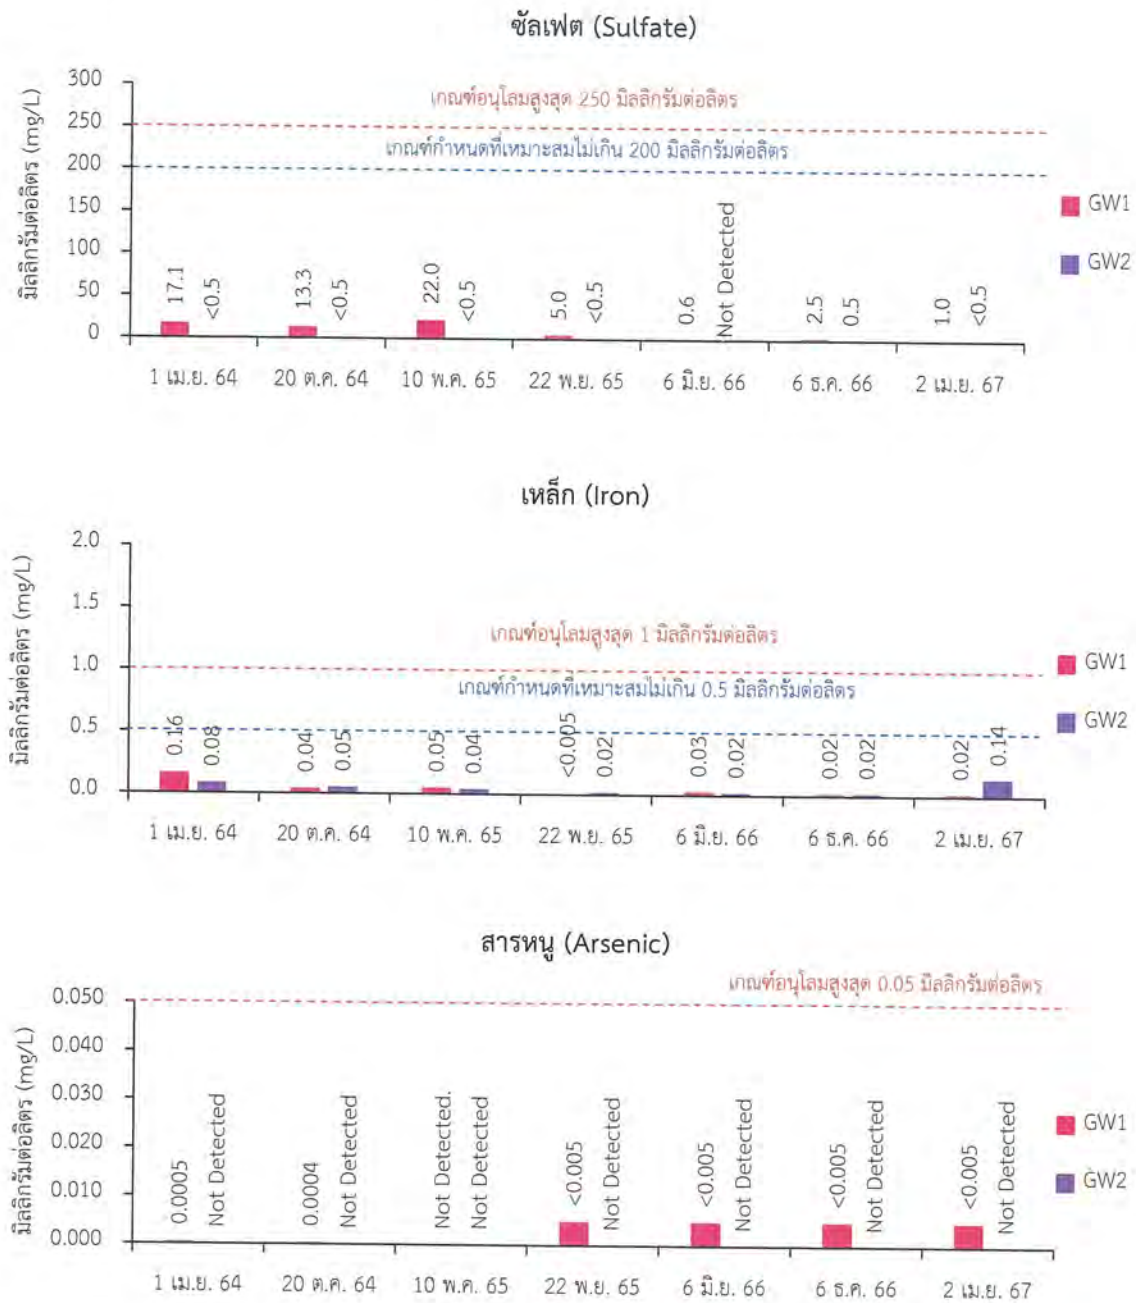 ซัลเฟต (Sulfate)
มิลลิกรัมต่อลิตร (mg/L)
300
250
200
150
100
50
0
เกณฑ์อนุโลมสูงสุด 250 มิลลิกรัมต่อลิตร
เกณฑ์กำหนดที่เหมาะสมไม่เกิน 200 มิลลิกรัมต่อลิตร
17.1 <0.5 13.3 <0.5 22.0 <0.5 5.0 <0.5 0.6 Not Detected 2.5 0.5 1.0 <0.5
1 เม.ย. 64 20 ต.ค. 64 10 พ.ค. 65 22 พ.ย. 65 6 มิ.ย. 66 6 ธ.ค. 66 2 เม.ย. 67
GW1
GW2
เหล็ก (Iron)
มิลลิกรัมต่อลิตร (mg/L)
2.0
1.5
1.0
0.5
0.0
เกณฑ์อนุโลมสูงสุด 1 มิลลิกรัมต่อลิตร
เกณฑ์กำหนดที่เหมาะสมไม่เกิน 0.5 มิลลิกรัมต่อลิตร
0.16 0.08 0.04 0.05 0.05 0.04 <0.005 0.02 0.03 0.02 0.02 0.02 0.02 0.14
1 เม.ย. 64 20 ต.ค. 64 10 พ.ค. 65 22 พ.ย. 65 6 มิ.ย. 66 6 ธ.ค. 66 2 เม.ย. 67
GW1
GW2
สารหนู (Arsenic)
มิลลิกรัมต่อลิตร (mg/L)
0.050
0.040
0.030
0.020
0.010
0.000
เกณฑ์อนุโลมสูงสุด 0.05 มิลลิกรัมต่อลิตร
0.0005 Not Detected 0.0004 Not Detected Not Detected. Not Detected <0.005 Not Detected <0.005 Not Detected <0.005 Not Detected <0.005 Not Detected
1 เม.ย. 64 20 ต.ค. 64 10 พ.ค. 65 22 พ.ย. 65 6 มิ.ย. 66 6 ธ.ค. 66 2 เม.ย. 67
GW1
GW2